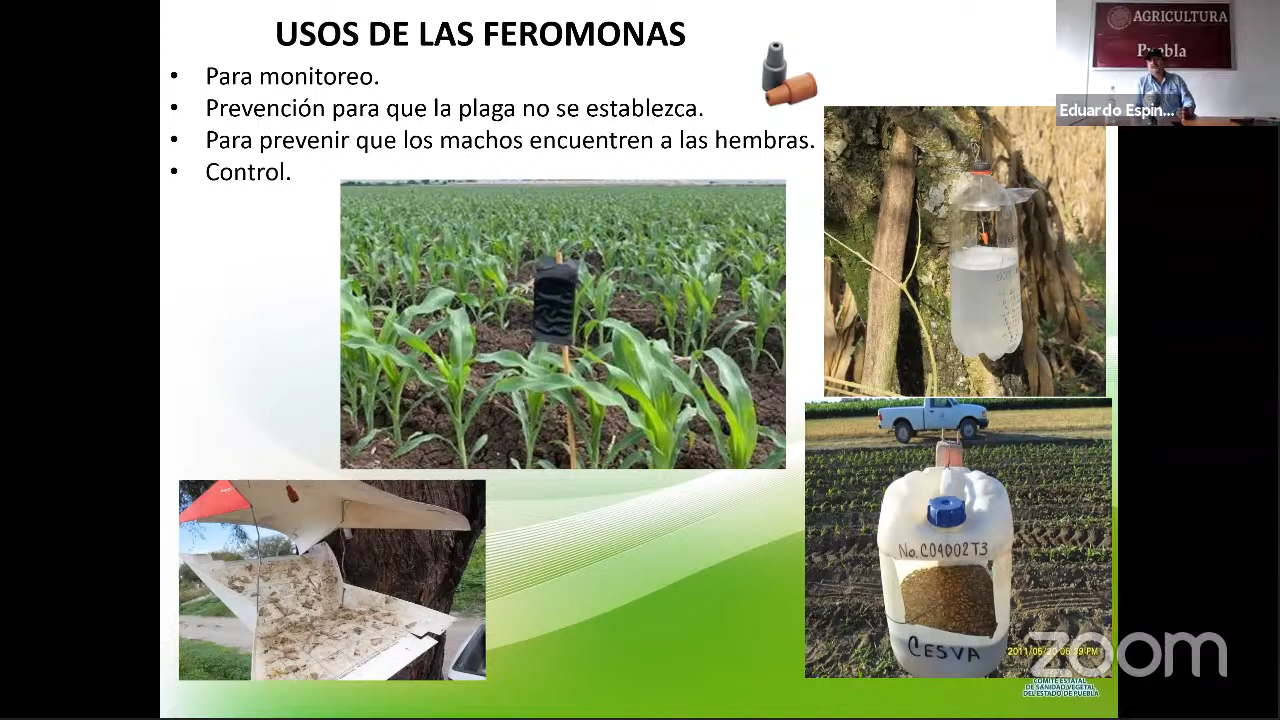 USOS DE LAS FEROMONAS
• Para monitoreo.
• Prevención para que la plaga no se establezca.
• Para prevenir que los machos encuentren a las hembras.
• Control.
AGRICULTURA
Puebla
Eduardo Espin...
No. C04002T3
CESVA
2011/05/20 06:39 PM
zoom
COMITÉ ESTATAL
DE SANIDAD VEGETAL
DEL ESTADO DE PUEBLA